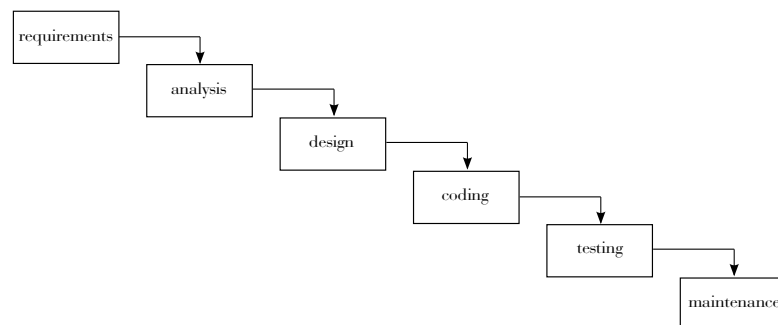 requirements
analysis
design
coding
testing
maintenance